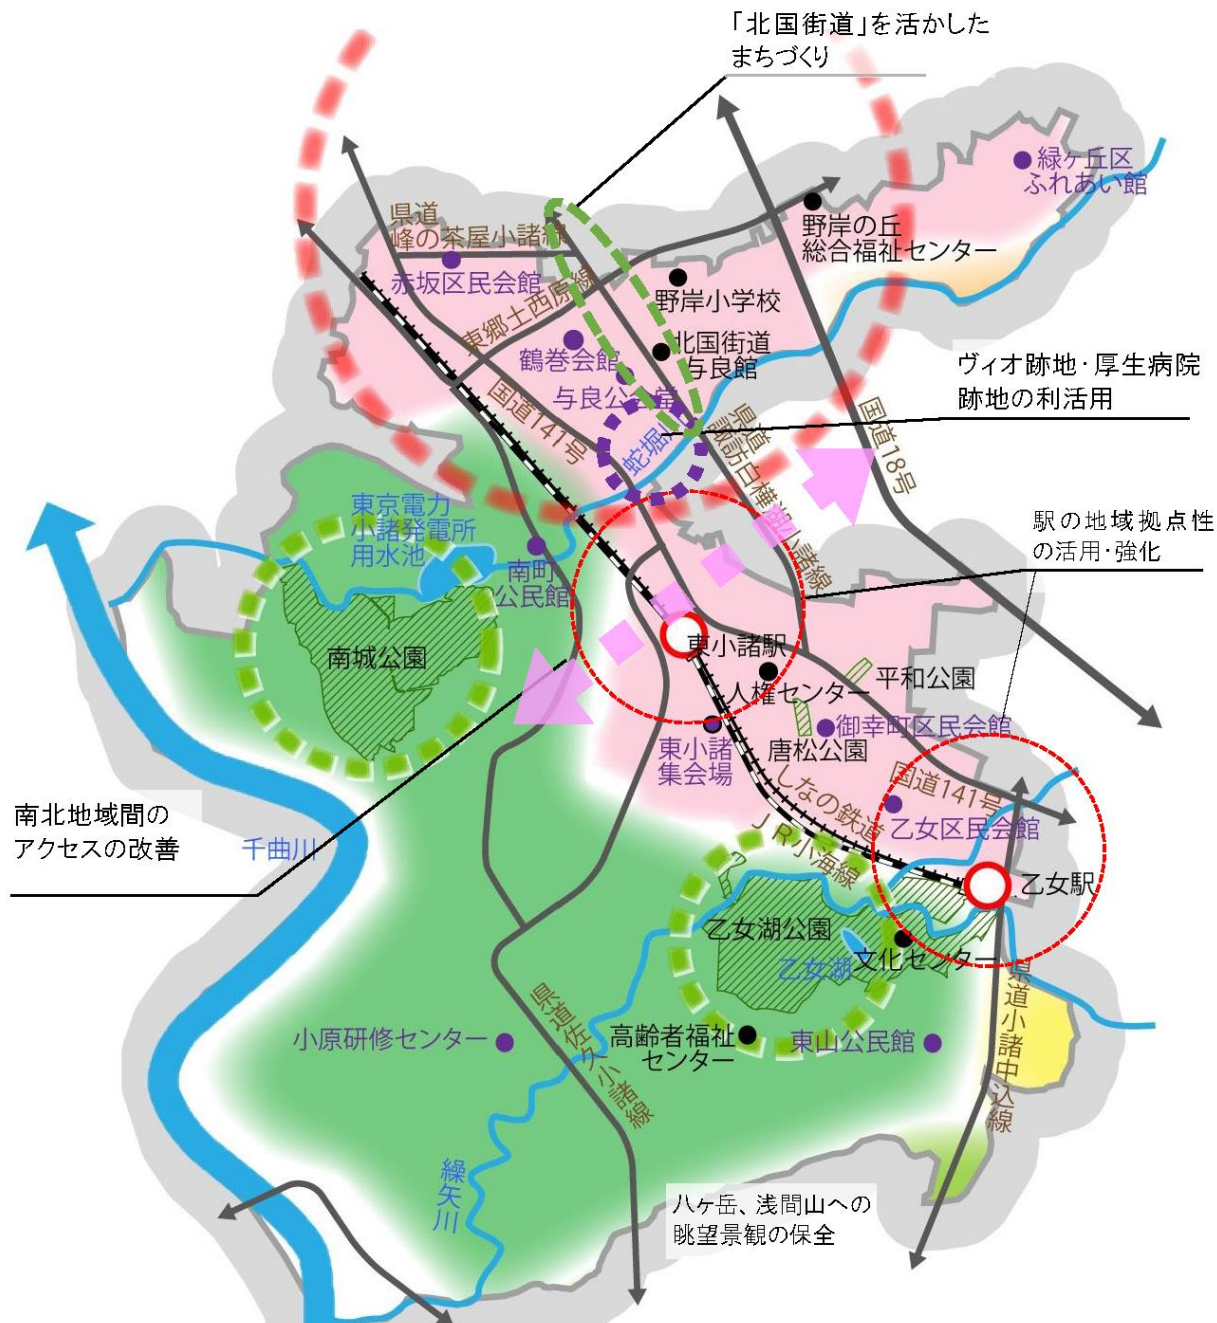 「北国街道」を活かした
まちづくり
緑ヶ丘区
ふれあい館
県道
峰の茶屋小諸線
野岸の丘
総合福祉センター
赤坂区民会館
東郷土西原線
野岸小学校
鶴巻会館
北国街道
与良館
与良公会堂
ヴィオ跡地・厚生病院
跡地の利活用
国道141号
蛇堀川
県道
諏訪白樺湖小諸線
国道18号
東京電力
小諸発電所
用水池
駅の地域拠点性
の活用・強化
南町
公民館
南城公園
東小諸駅
人権センター
平和公園
御幸町区民会館
唐松公園
東小諸
集会場
しなの鉄道
国道141号
南北地域間の
アクセスの改善
千曲川
JR小海線
乙女区民会館
乙女駅
乙女湖公園
乙女湖
文化センター
県道小諸中込線
県道佐久小諸線
小原研修センター
高齢者福祉
センター
東山公民館
繰矢川
八ヶ岳、浅間山への
眺望景観の保全